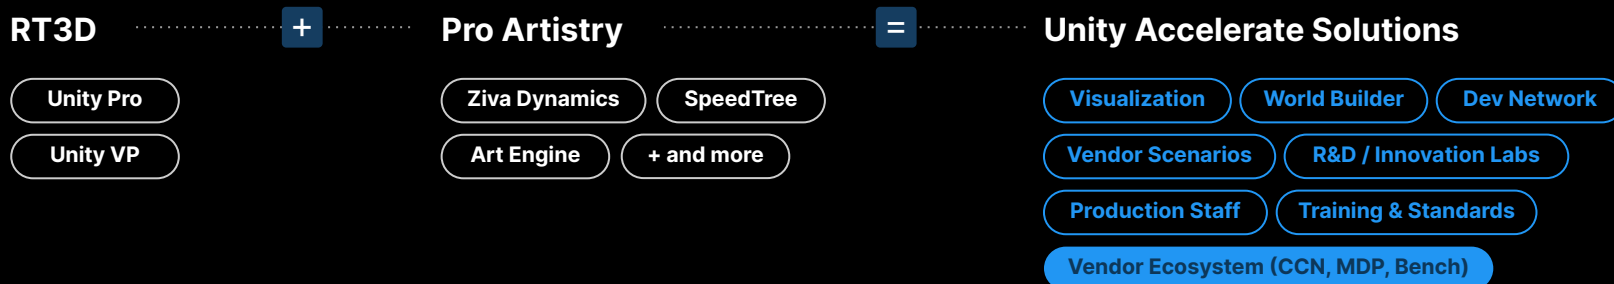 RT3D + Pro Artistry = Unity Accelerate Solutions
Unity Pro Ziva Dynamics SpeedTree Visualization World Builder Dev Network
Unity VP Art Engine + and more Vendor Scenarios R&D / Innovation Labs
Production Staff Training & Standards
Vendor Ecosystem (CCN, MDP, Bench)